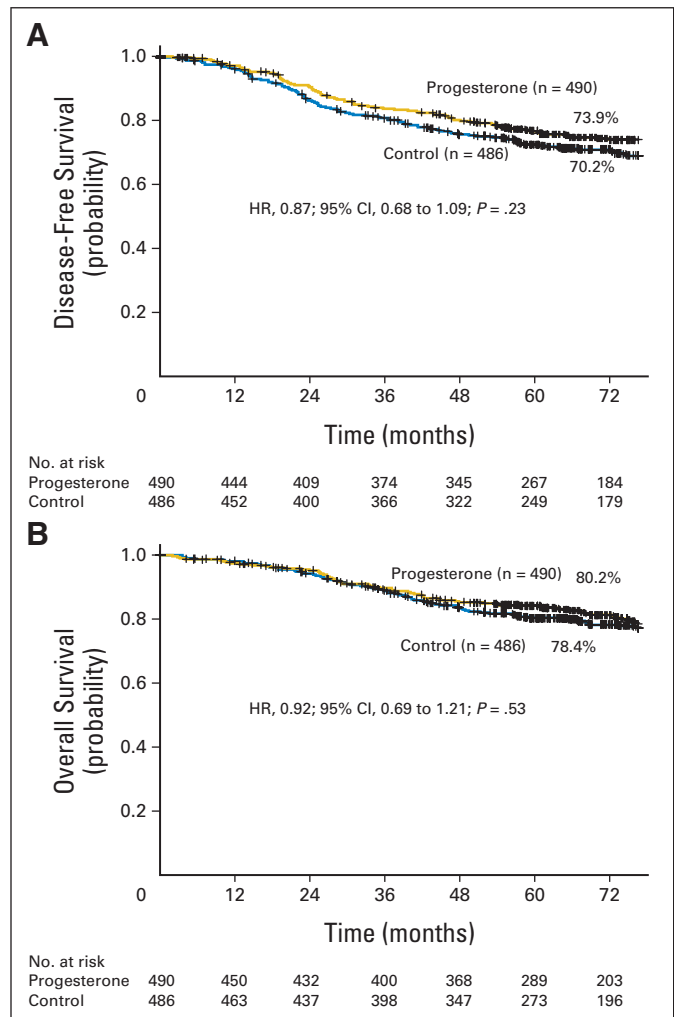 A
1.0
0.8
0.6
0.4
0.2
0
Disease-Free Survival
(probability)
Progesterone (n = 490)
73.9%
Control (n = 486)
70.2%
HR, 0.87; 95% CI, 0.68 to 1.09; P = .23
12 24 36 48 60 72
Time (months)
No. at risk
Progesterone 490 444 409 374 345 267 184
Control 486 452 400 366 322 249 179
B
1.0
0.8
0.6
0.4
0.2
0
Overall Survival
(probability)
Progesterone (n = 490) 80.2%
Control (n = 486) 78.4%
HR, 0.92; 95% CI, 0.69 to 1.21; P = .53
12 24 36 48 60 72
Time (months)
No. at risk
Progesterone 490 450 432 400 368 289 203
Control 486 463 437 398 347 273 196